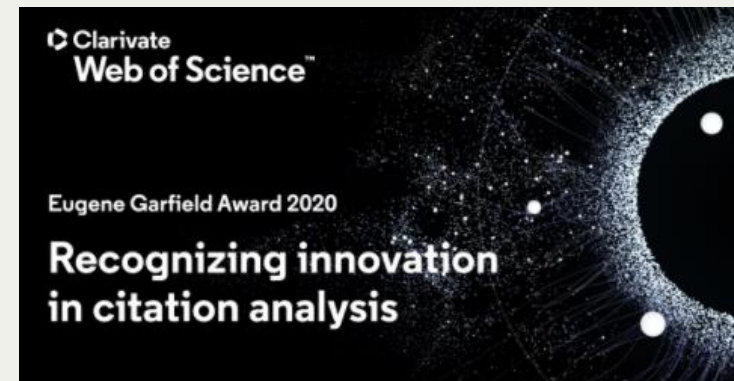 Clarivate
Web of Science™
Eugene Garfield Award 2020
Recognizing innovation
in citation analysis